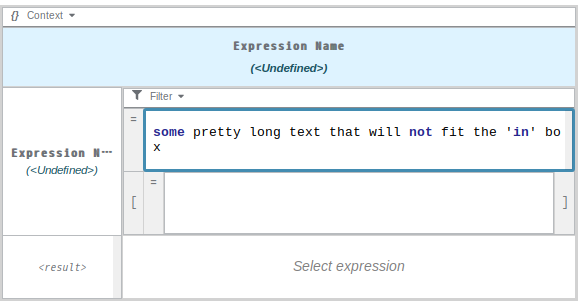 {} Context
Expression Name
(<Undefined>)
Filter
Expression N…
(<Undefined>)
=
some pretty long text that will not fit the 'in' bo
x
[
=
]
<result>
Select expression